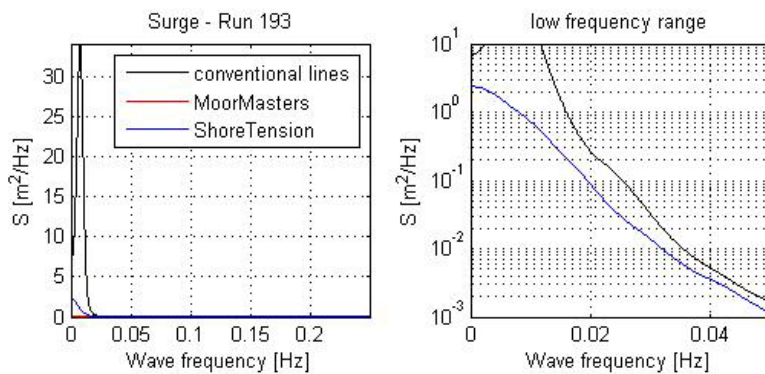 Surge - Run 193
30
25
20
15
10
5
0
S [m²/Hz]
conventional lines
MoorMasters
ShoreTension
0
0.05
0.1
0.15
0.2
Wave frequency [Hz]
low frequency range
10¹
10⁰
10⁻¹
10⁻²
10⁻³
S [m²/Hz]
0
0.02
0.04
Wave frequency [Hz]